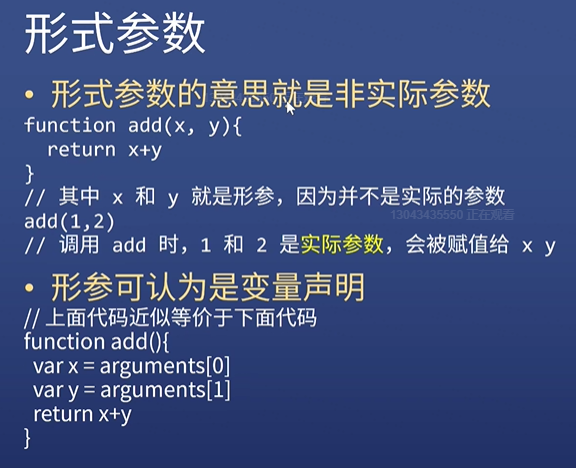 形式参数
• 形式参数的意思就是非实际参数
function add(x, y){
  return x+y
}
// 其中 x 和 y 就是形参，因为并不是实际的参数
13043435550 正在观看
add(1,2)
// 调用 add 时，1 和 2 是实际参数，会被赋值给 x y
• 形参可认为是变量声明
// 上面代码近似等价于下面代码
function add(){
  var x = arguments[0]
  var y = arguments[1]
  return x+y
}